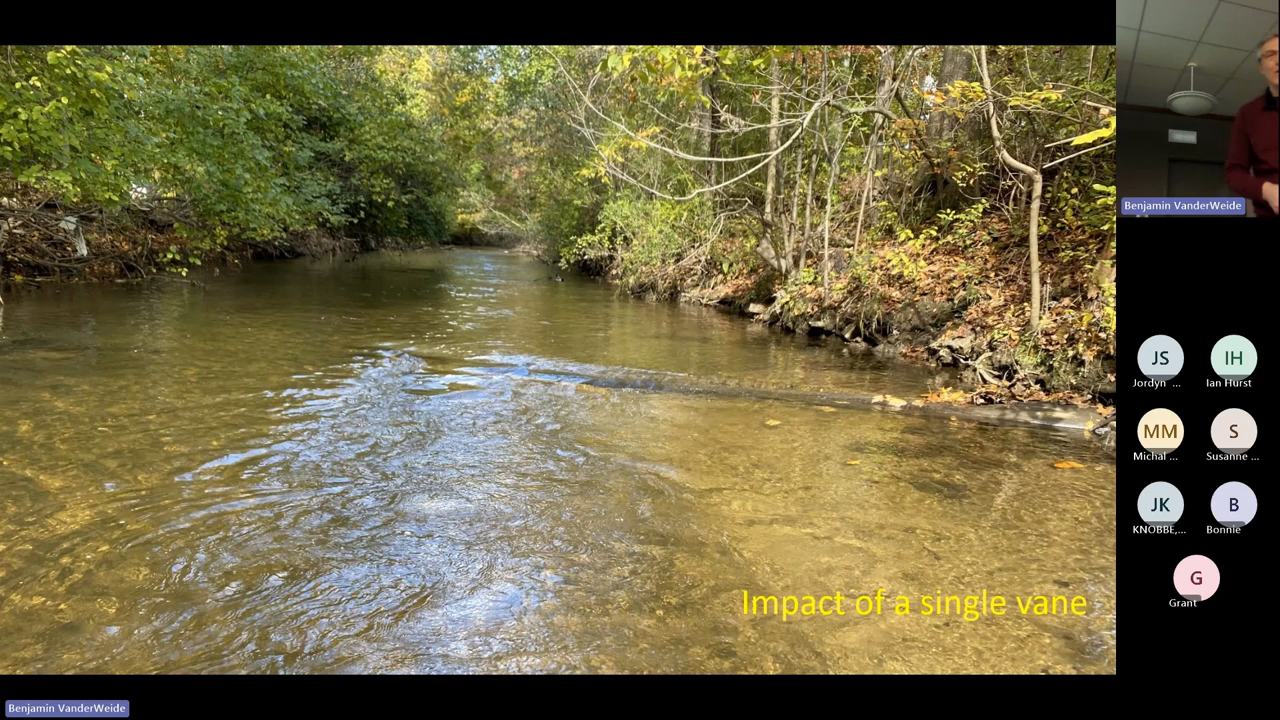 Impact of a single vane
Benjamin VanderWeide
JS
IH
Jordyn ...
Ian Hurst
MM
S
Michal ...
Susanne ...
JK
B
KNOBBE,...
Bonnie
G
Grant
Benjamin VanderWeide